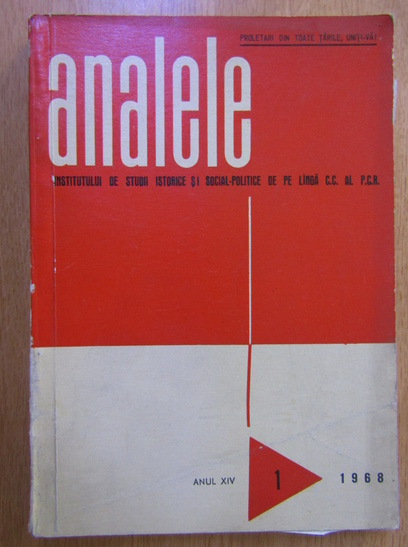 PROLETARI DIN TOATE ȚĂRILE, UNIȚI-VĂ!
analele
INSTITUTULUI DE STUDII ISTORICE ȘI SOCIAL-POLITICE DE PE LÎNGĂ C.C. AL P.C.R.
ANUL XIV 1 1968